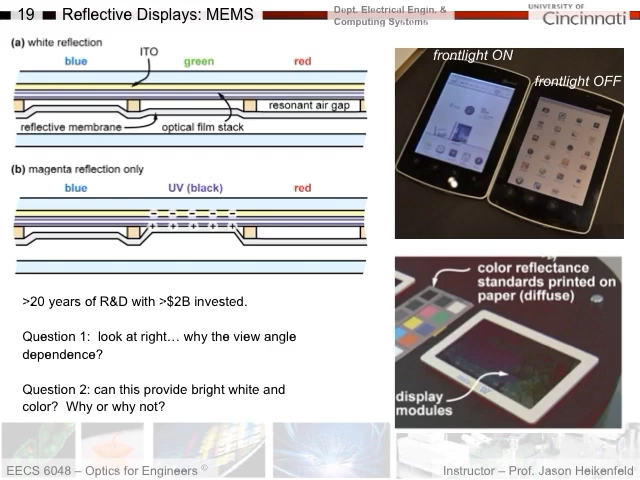 19 Reflective Displays: MEMS
Dept. Electrical Engin, &
Computing Systems
UNIVERSITY OF
Cincinnati
(a) white reflection
ITO
blue green red
resonant air gap
reflective membrane optical film stack
(b) magenta reflection only
blue UV (black) red
- - - - - -
+ + + + + +
frontlight ON
frontlight OFF
>20 years of R&D with >$2B invested.
Question 1: look at right… why the view angle
dependence?
Question 2: can this provide bright white and
color? Why or why not?
color reflectance
standards printed on
paper (diffuse)
display
modules
EECS 6048 – Optics for Engineers ©
Instructor – Prof. Jason Heikenfeld